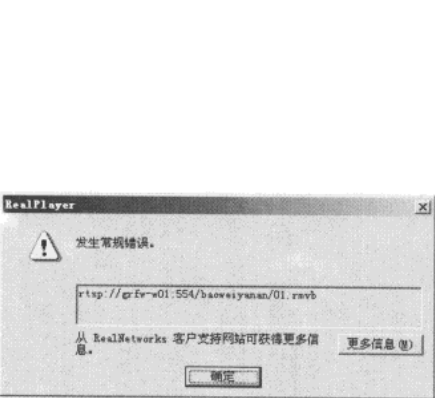 RealPlayer
发生常规错误。
rtsp://grfw-w01:554/baoweiyanan/01.rmvb
从 RealNetworks 客户支持网站可获得更多信
息。
更多信息(M)
确定